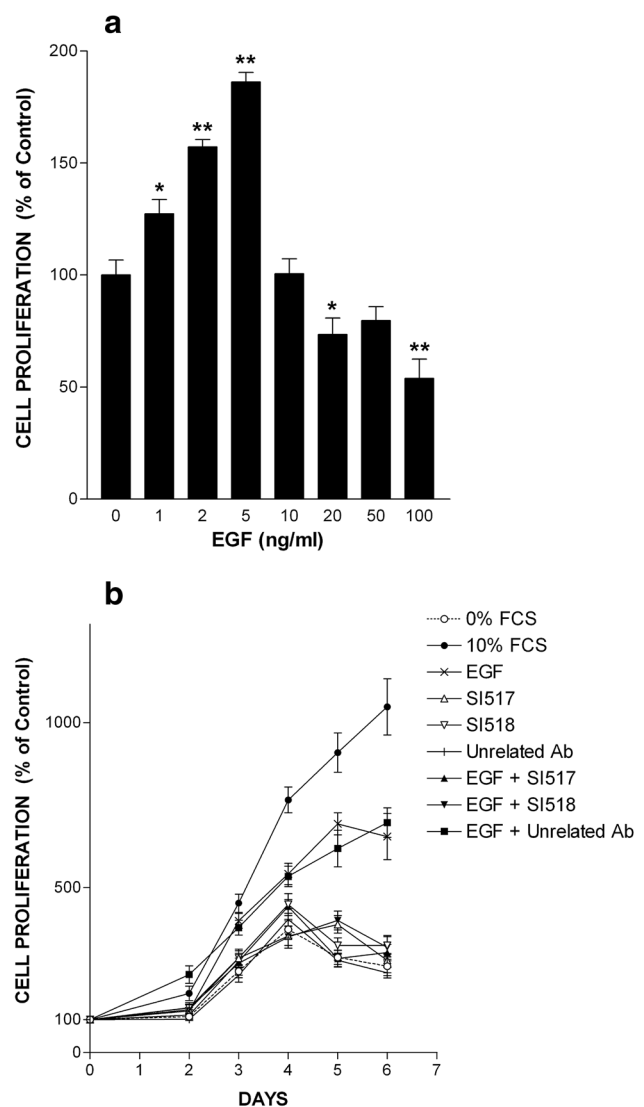 a
CELL PROLIFERATION (% of Control)
200
150
100
50
0
*
**
**
*
**
0 1 2 5 10 20 50 100
EGF (ng/ml)
b
CELL PROLIFERATION (% of Control)
1000
500
100
0
0 1 2 3 4 5 6 7
DAYS
0% FCS
10% FCS
EGF
SI517
SI518
Unrelated Ab
EGF + SI517
EGF + SI518
EGF + Unrelated Ab